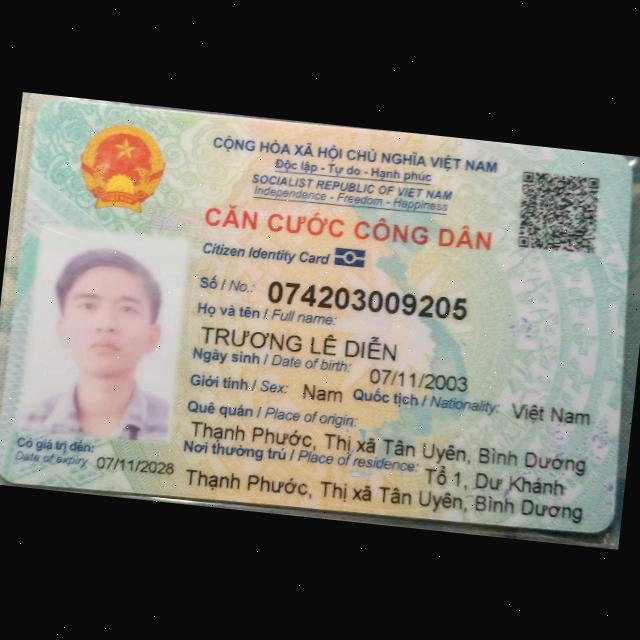 CỘNG HÒA XÃ HỘI CHỦ NGHĨA VIỆT NAM
Độc lập - Tự do - Hạnh phúc
SOCIALIST REPUBLIC OF VIET NAM
Independence - Freedom - Happiness
CĂN CƯỚC CÔNG DÂN
Citizen Identity Card
Số / No.: 074203009205
Họ và tên / Full name:
TRƯƠNG LÊ DIỄN
Ngày sinh / Date of birth: 07/11/2003
Giới tính / Sex: Nam Quốc tịch / Nationality: Việt Nam
Quê quán / Place of origin:
Thạnh Phước, Thị xã Tân Uyên, Bình Dương
Nơi thường trú / Place of residence: Tổ 1, Dư Khánh
Thạnh Phước, Thị xã Tân Uyên, Bình Dương
Có giá trị đến: 07/11/2028
Date of expiry